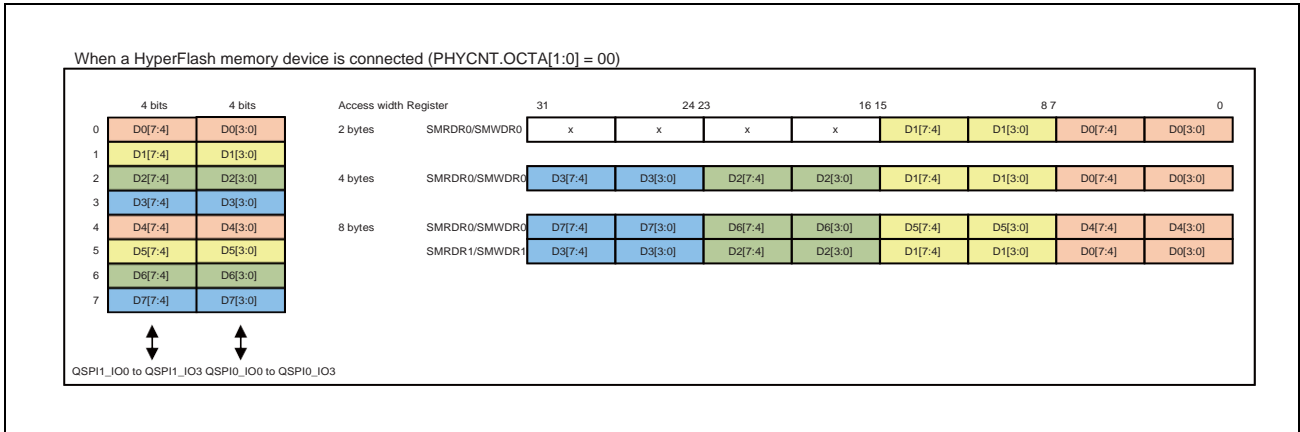 When a HyperFlash memory device is connected (PHYCNT.OCTA[1:0] = 00)
4 bits 4 bits Access width Register 31 24 23 16 15 8 7 0
0 D0[7:4] D0[3:0] 2 bytes SMRDR0/SMWDR0 x x x x D1[7:4] D1[3:0] D0[7:4] D0[3:0]
1 D1[7:4] D1[3:0]
2 D2[7:4] D2[3:0] 4 bytes SMRDR0/SMWDR0 D3[7:4] D3[3:0] D2[7:4] D2[3:0] D1[7:4] D1[3:0] D0[7:4] D0[3:0]
3 D3[7:4] D3[3:0]
4 D4[7:4] D4[3:0] 8 bytes SMRDR0/SMWDR0 D7[7:4] D7[3:0] D6[7:4] D6[3:0] D5[7:4] D5[3:0] D4[7:4] D4[3:0]
5 D5[7:4] D5[3:0] SMRDR1/SMWDR1 D3[7:4] D3[3:0] D2[7:4] D2[3:0] D1[7:4] D1[3:0] D0[7:4] D0[3:0]
6 D6[7:4] D6[3:0]
7 D7[7:4] D7[3:0]
QSPI1_IO0 to QSPI1_IO3 QSPI0_IO0 to QSPI0_IO3